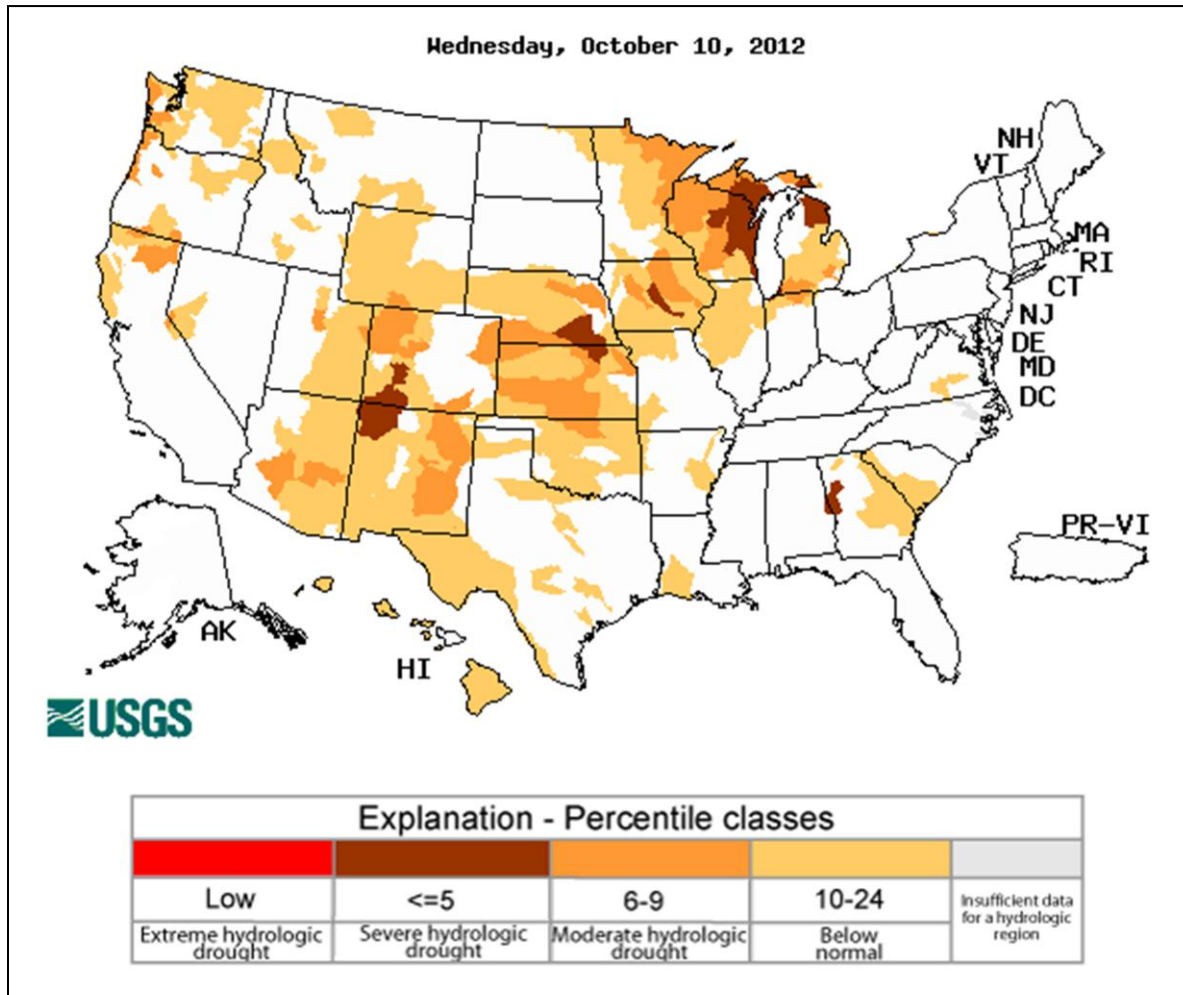 Wednesday, October 10, 2012
NH
VT
MA
RI
CT
NJ
DE
MD
DC
PR-VI
AK
HI
USGS
Explanation - Percentile classes
Low <=5 6-9 10-24 Insufficient data
for a hydrologic
region
Extreme hydrologic Severe hydrologic Moderate hydrologic Below
drought drought drought normal